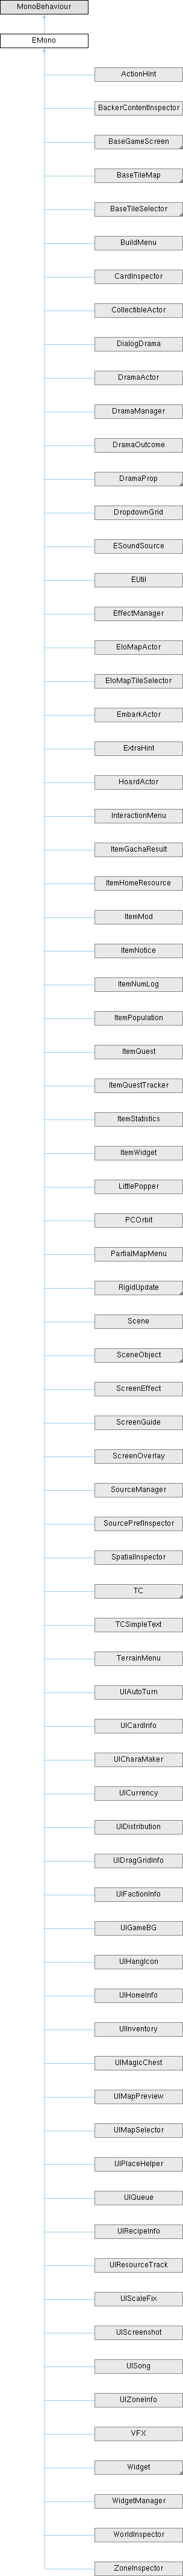 MonoBehaviour
EMono
ActionHint
BackerContentInspector
BaseGameScreen
BaseTileMap
BaseTileSelector
BuildMenu
CardInspector
CollectibleActor
DialogDrama
DramaActor
DramaManager
DramaOutcome
DramaProp
DropdownGrid
ESoundSource
EUtil
EffectManager
EloMapActor
EloMapTileSelector
EmbarkActor
ExtraHint
HoardActor
InteractionMenu
ItemGachaResult
ItemHomeResource
ItemMod
ItemNotice
ItemNumLog
ItemPopulation
ItemQuest
ItemQuestTracker
ItemStatistics
ItemWidget
LittlePopper
PCOrbit
PartialMapMenu
RigidUpdate
Scene
SceneObject
ScreenEffect
ScreenGuide
ScreenOverlay
SourceManager
SourcePrefInspector
SpatialInspector
TC
TCSimpleText
TerrainMenu
UIAutoTurn
UICardInfo
UICharaMaker
UICurrency
UIDistribution
UIDragGridInfo
UIFactionInfo
UIGameBG
UIHangIcon
UIHomeInfo
UIInventory
UIMagicChest
UIMapPreview
UIMapSelector
UIPlaceHelper
UIQueue
UIRecipeInfo
UIResourceTrack
UIScaleFix
UIScreenshot
UISong
UIZoneInfo
VFX
Widget
WidgetManager
WorldInspector
ZoneInspector